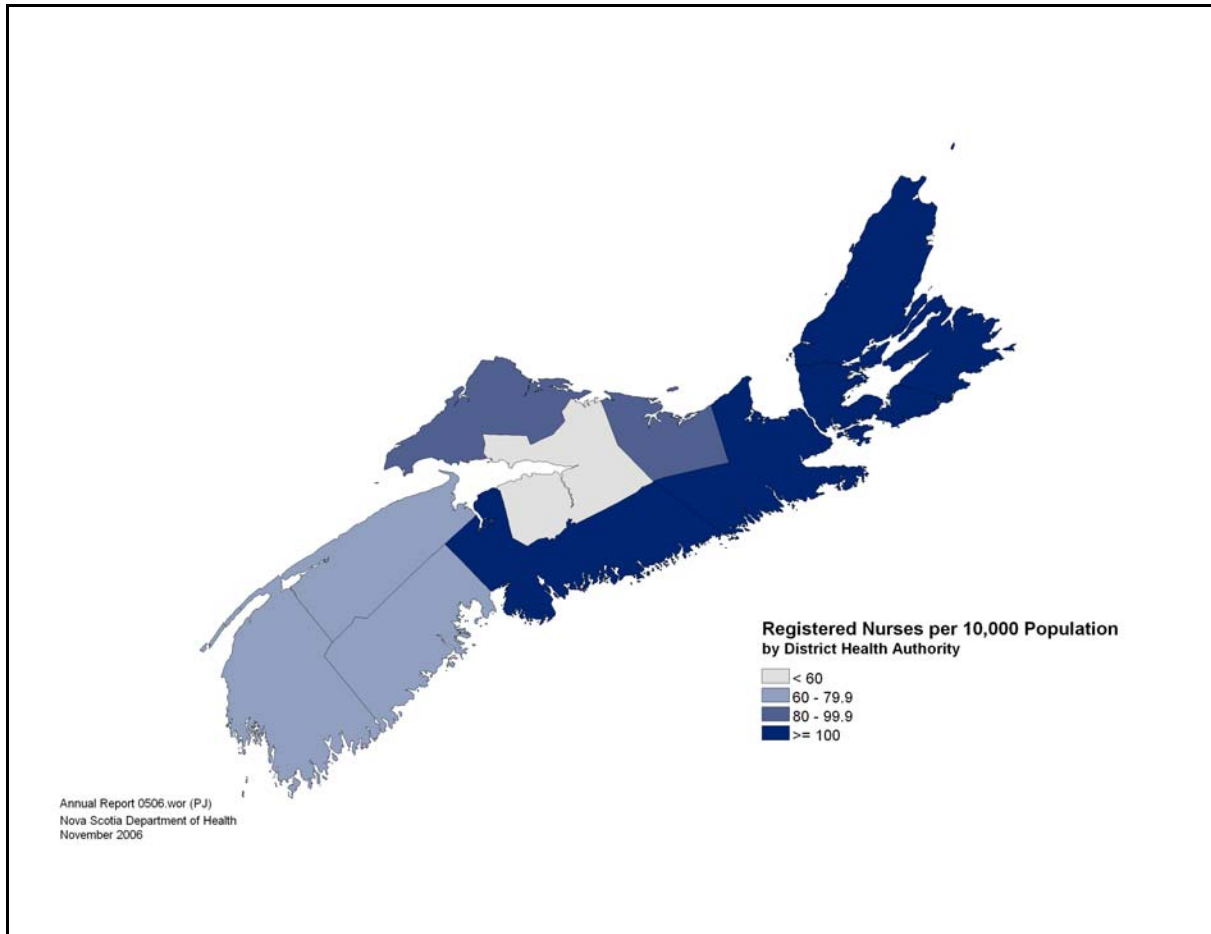 Registered Nurses per 10,000 Population
by District Health Authority
< 60
60 - 79.9
80 - 99.9
>= 100
Annual Report 0506.wor (PJ)
Nova Scotia Department of Health
November 2006